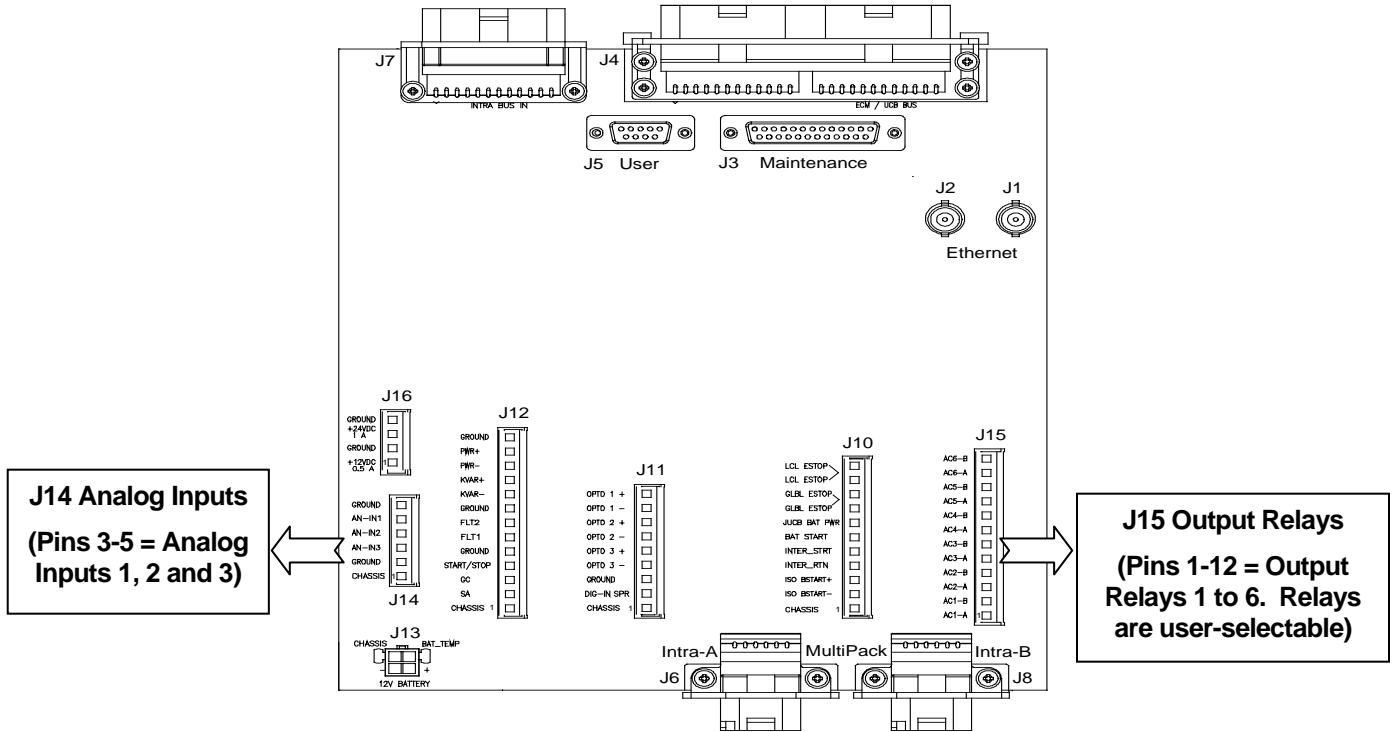 J7
INTRA BUS IN
J4
ECM / UCB BUS
J5 User
J3 Maintenance
J2
J1
Ethernet
J16
GROUND
+24VDC
1 A
GROUND
+12VDC
0.5 A
1
J14 Analog Inputs
(Pins 3-5 = Analog
Inputs 1, 2 and 3)
GROUND
AN-IN1
AN-IN2
AN-IN3
GROUND
CHASSIS 1
J14
J13
CHASSIS
BAT_TEMP
-
+
12V BATTERY
J12
GROUND
PWR+
PWR-
KVAR+
KVAR-
GROUND
FLT2
FLT1
GROUND
START/STOP
GC
SA
CHASSIS 1
J11
OPTO 1 +
OPTO 1 -
OPTO 2 +
OPTO 2 -
OPTO 3 +
OPTO 3 -
GROUND
DIG-IN SPR
CHASSIS 1
J10
LCL ESTOP
LCL ESTOP
GLBL ESTOP
GLBL ESTOP
JUCB BAT PWR
BAT START
INTER_STRT
INTER_RTN
ISO BSTART+
ISO BSTART-
CHASSIS 1
J15
AC6-B
AC6-A
AC5-B
AC5-A
AC4-B
AC4-A
AC3-B
AC3-A
AC2-B
AC2-A
AC1-B
AC1-A 1
J15 Output Relays
(Pins 1-12 = Output
Relays 1 to 6. Relays
are user-selectable)
Intra-A
MultiPack
Intra-B
J6
J8